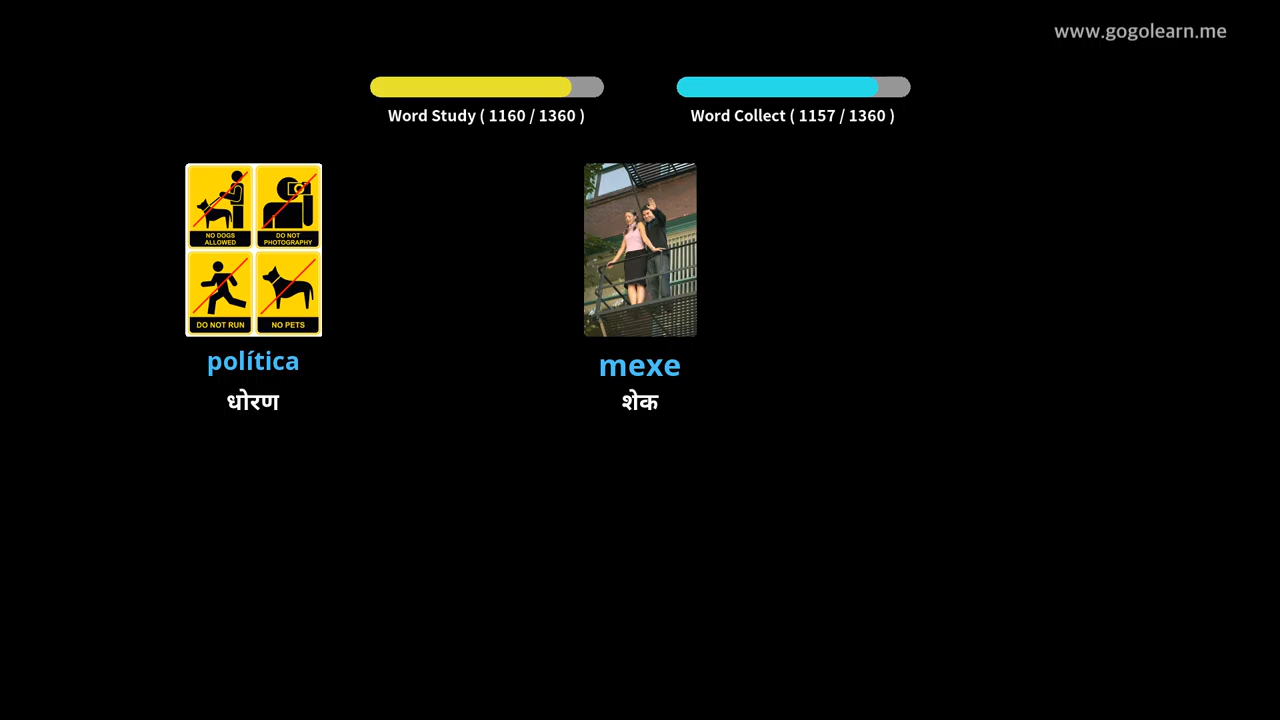 www.gogolearn.me
Word Study ( 1160 / 1360 )
Word Collect ( 1157 / 1360 )
NO DOGS
ALLOWED
DO NOT
PHOTOGRAPHY
DO NOT RUN
NO PETS
política
धोरण
mexe
शेक